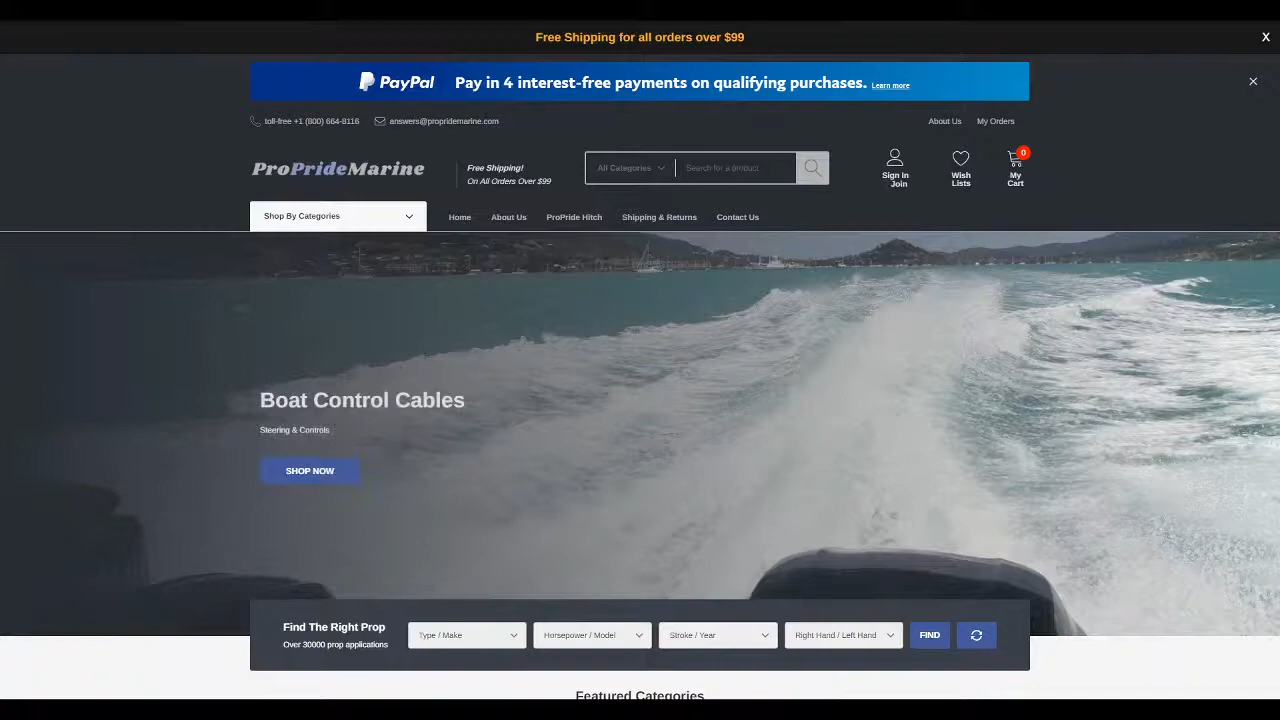 Free Shipping for all orders over $99
X
PayPal Pay in 4 interest-free payments on qualifying purchases. Learn more
toll-free +1 (800) 664-8116 answers@propridemarine.com About Us My Orders
ProPrideMarine
Free Shipping!
On All Orders Over $99
All Categories Search for a product
Sign In
Join
Wish
Lists
0
My
Cart
Shop By Categories Home About Us ProPride Hitch Shipping & Returns Contact Us
Boat Control Cables
Steering & Controls
SHOP NOW
Find The Right Prop
Over 30000 prop applications
Type / Make Horsepower / Model Stroke / Year Right Hand / Left Hand FIND
Featured Categories